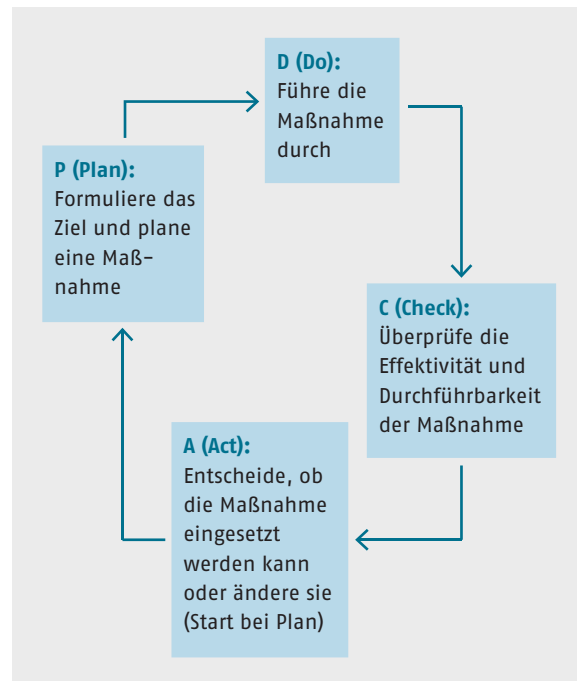 D (Do):
Führe die
Maßnahme
durch
P (Plan):
Formuliere das
Ziel und plane
eine Maß-
nahme
C (Check):
Überprüfe die
Effektivität und
Durchführbarkeit
der Maßnahme
A (Act):
Entscheide, ob
die Maßnahme
eingesetzt
werden kann
oder ändere sie
(Start bei Plan)